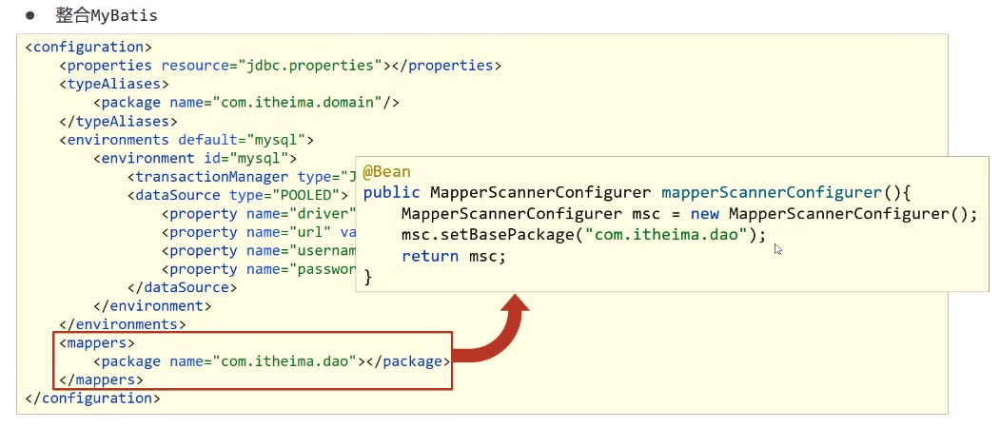 ● 整合MyBatis
<configuration>
<properties resource="jdbc.properties"></properties>
<typeAliases>
<package name="com.itheima.domain"/>
</typeAliases>
<environments default="mysql">
<environment id="mysql">
<transactionManager type="J
<dataSource type="POOLED">
<property name="driver"
<property name="url" va
<property name="usernam
<property name="passwor
</dataSource>
</environment>
</environments>
<mappers>
<package name="com.itheima.dao"></package>
</mappers>
</configuration>
@Bean
public MapperScannerConfigurer mapperScannerConfigurer(){
MapperScannerConfigurer msc = new MapperScannerConfigurer();
msc.setBasePackage("com.itheima.dao");
return msc;
}